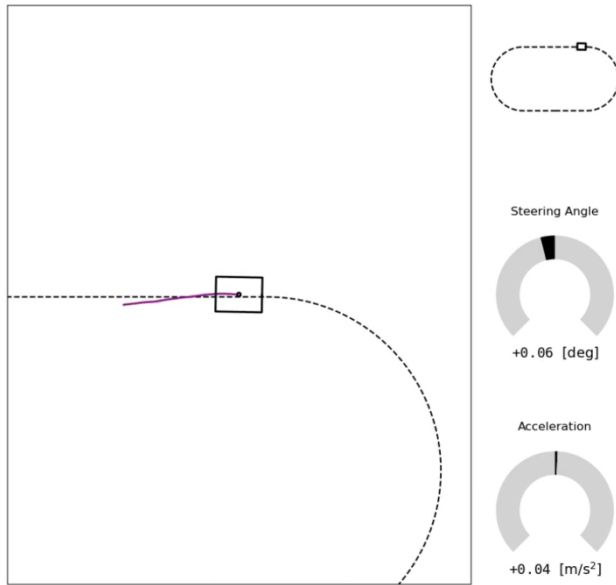 Steering Angle
+0.06 [deg]
Acceleration
+0.04 [m/s²]